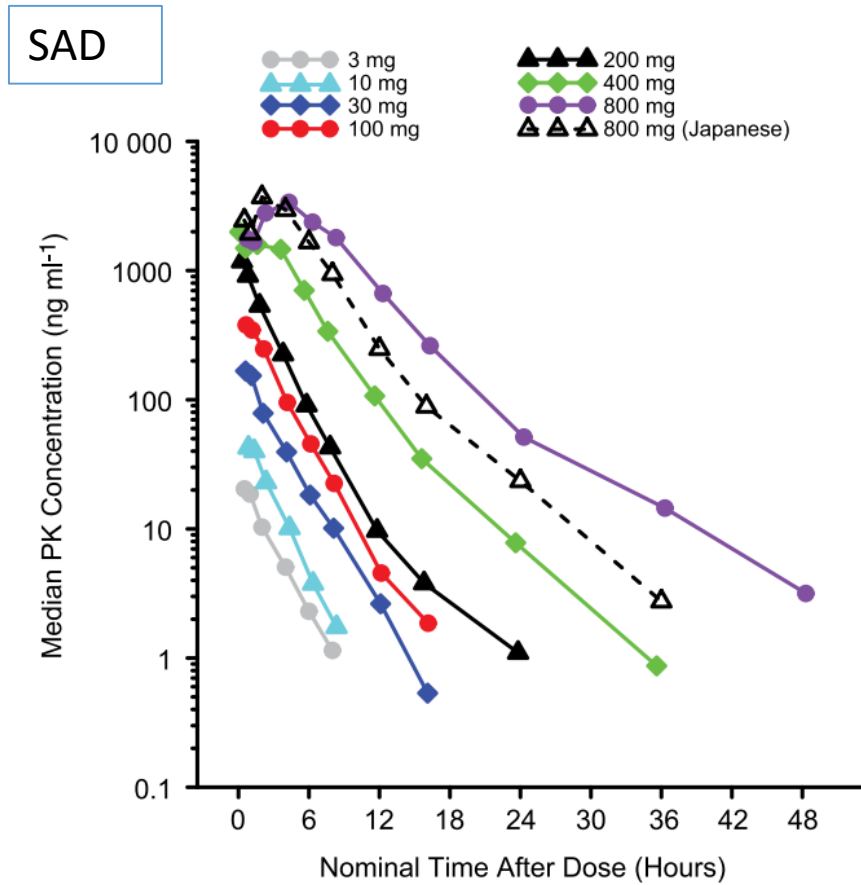 SAD
3 mg
10 mg
30 mg
100 mg
200 mg
400 mg
800 mg
800 mg (Japanese)
Median PK Concentration (ng ml⁻¹)
10 000
1000
100
10
1
0.1
0 6 12 18 24 30 36 42 48
Nominal Time After Dose (Hours)